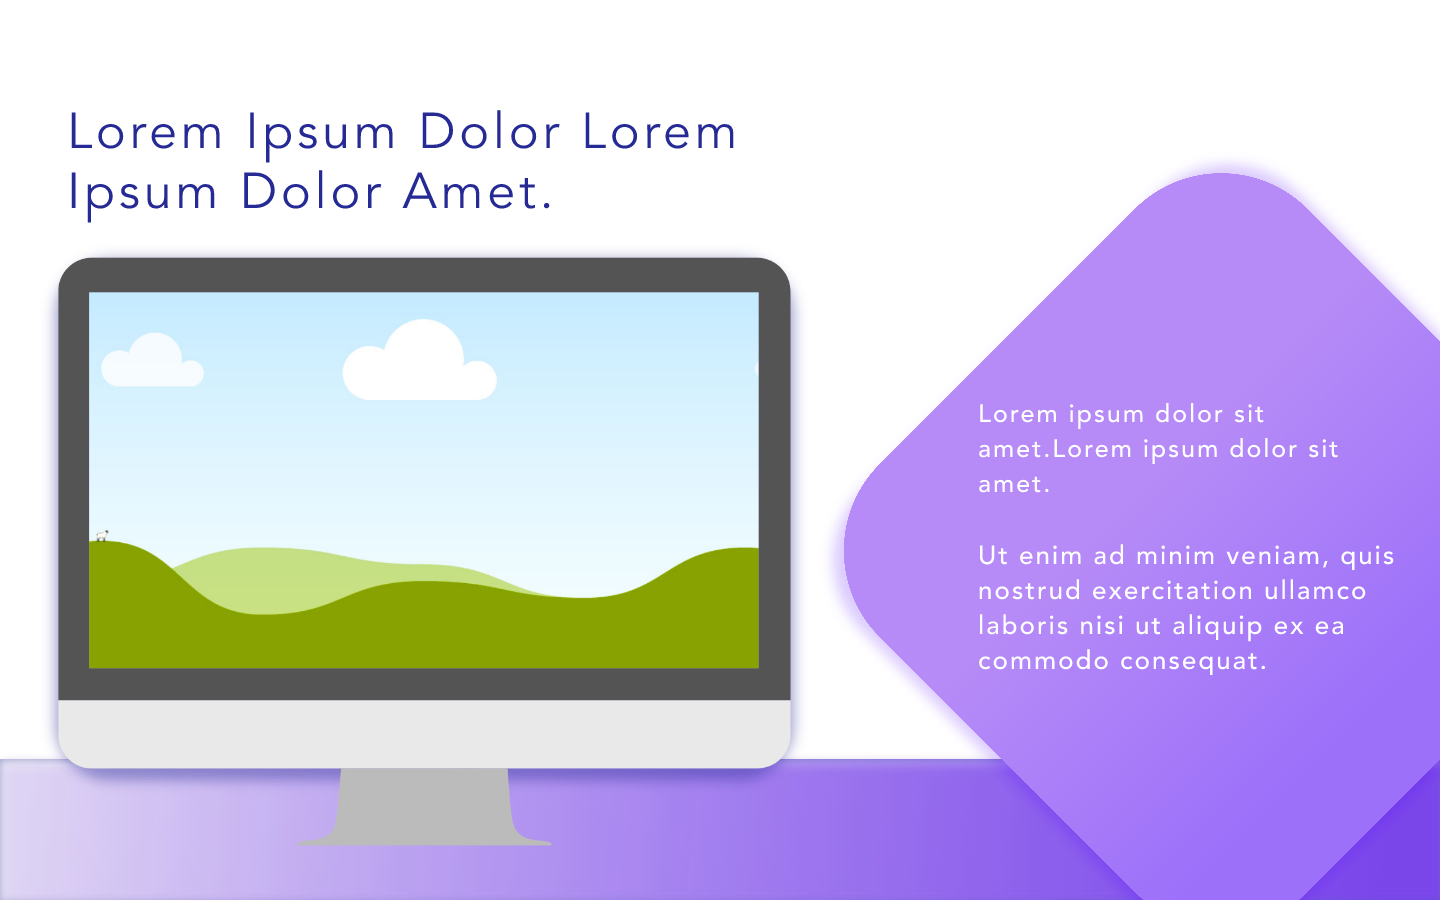 Lorem Ipsum Dolor Lorem
Ipsum Dolor Amet.
Lorem ipsum dolor sit
amet.Lorem ipsum dolor sit
amet.
Ut enim ad minim veniam, quis
nostrud exercitation ullamco
laboris nisi ut aliquip ex ea
commodo consequat.